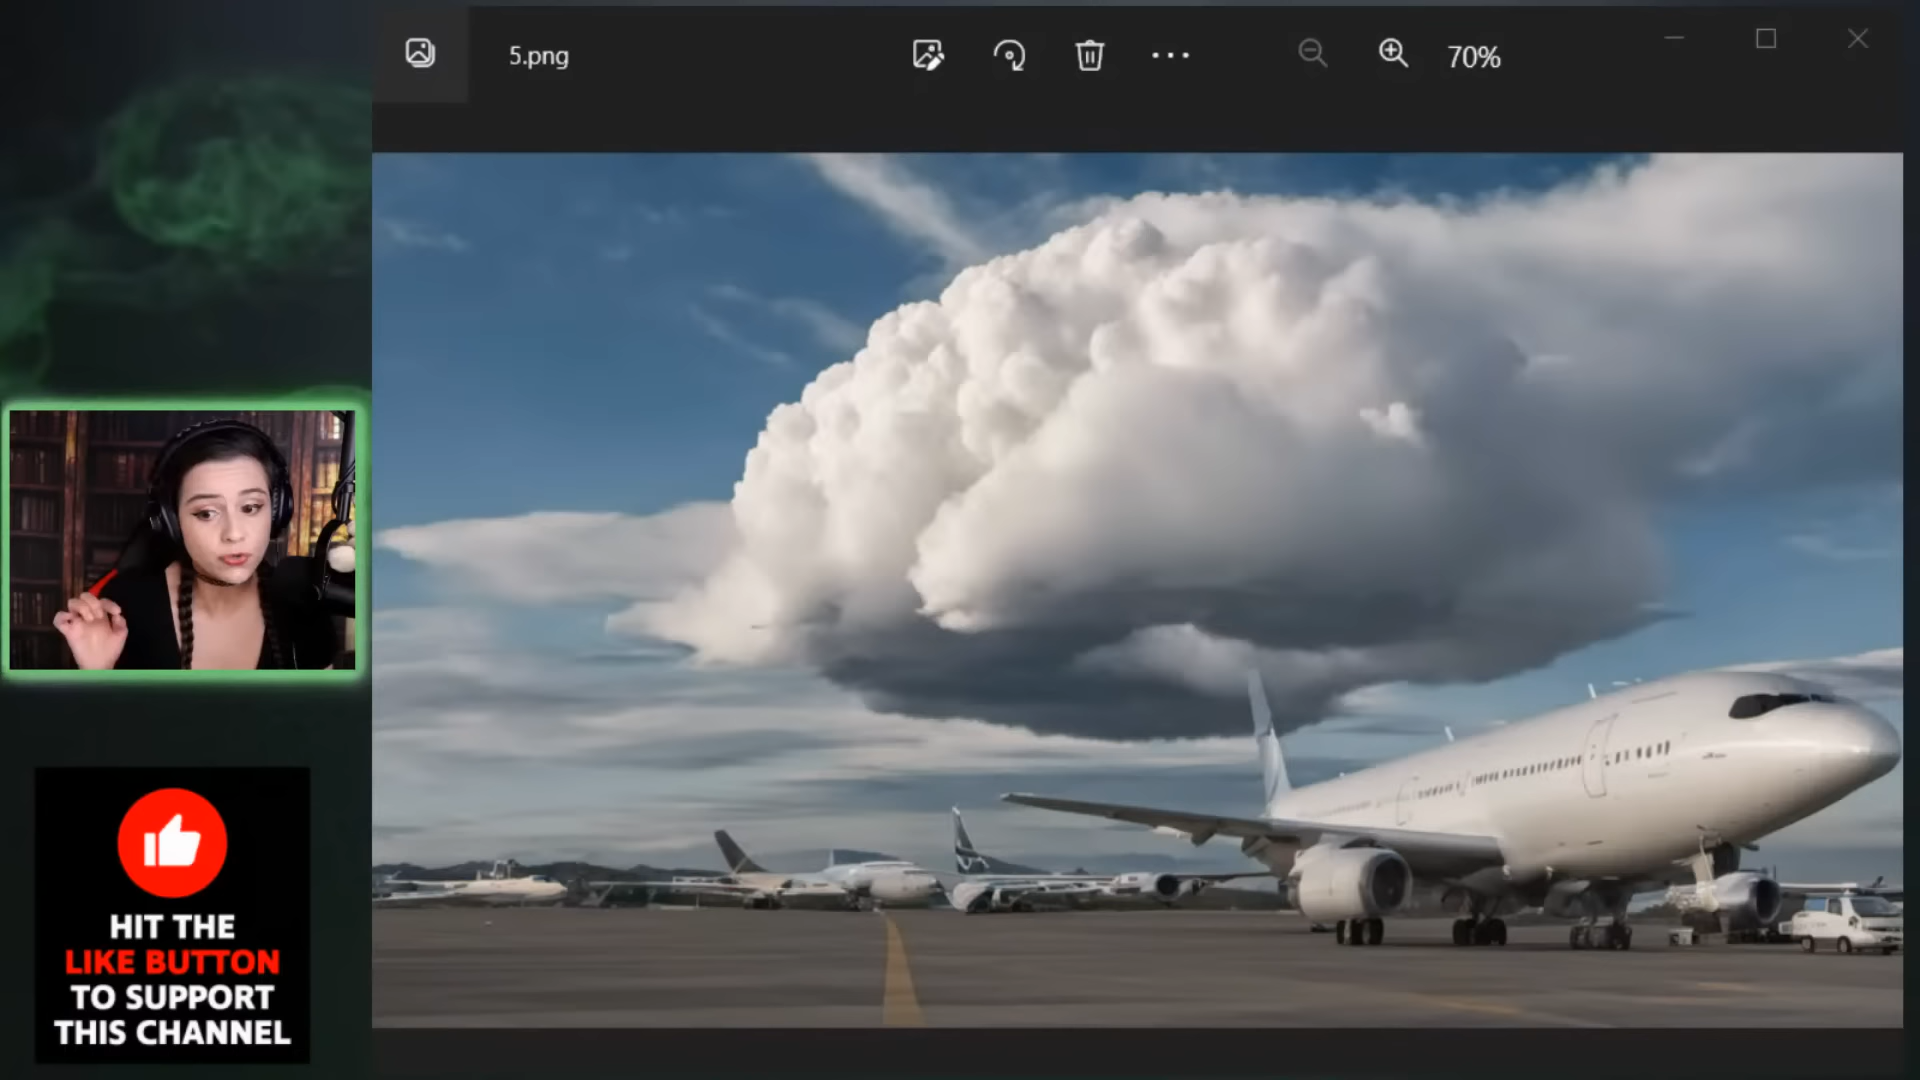 5.png
70%
HIT THE
LIKE BUTTON
TO SUPPORT
THIS CHANNEL